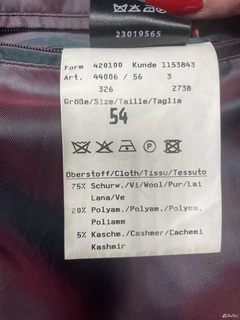 23019565
Form 420100 Kunde 1153843
Art. 44006 / 56 3
326 2738
Größe/Size/Taille/Taglia
54
P
Oberstoff/Cloth/Tissu/Tessuto
75% Schurw./Vi/Wool/Pur/Lai
Lana/Ve
20% Polyam./Polyam./Polyam.
Poliamm
5% Kaschm./Cashmer/Cachemi
Kashmir
Avito